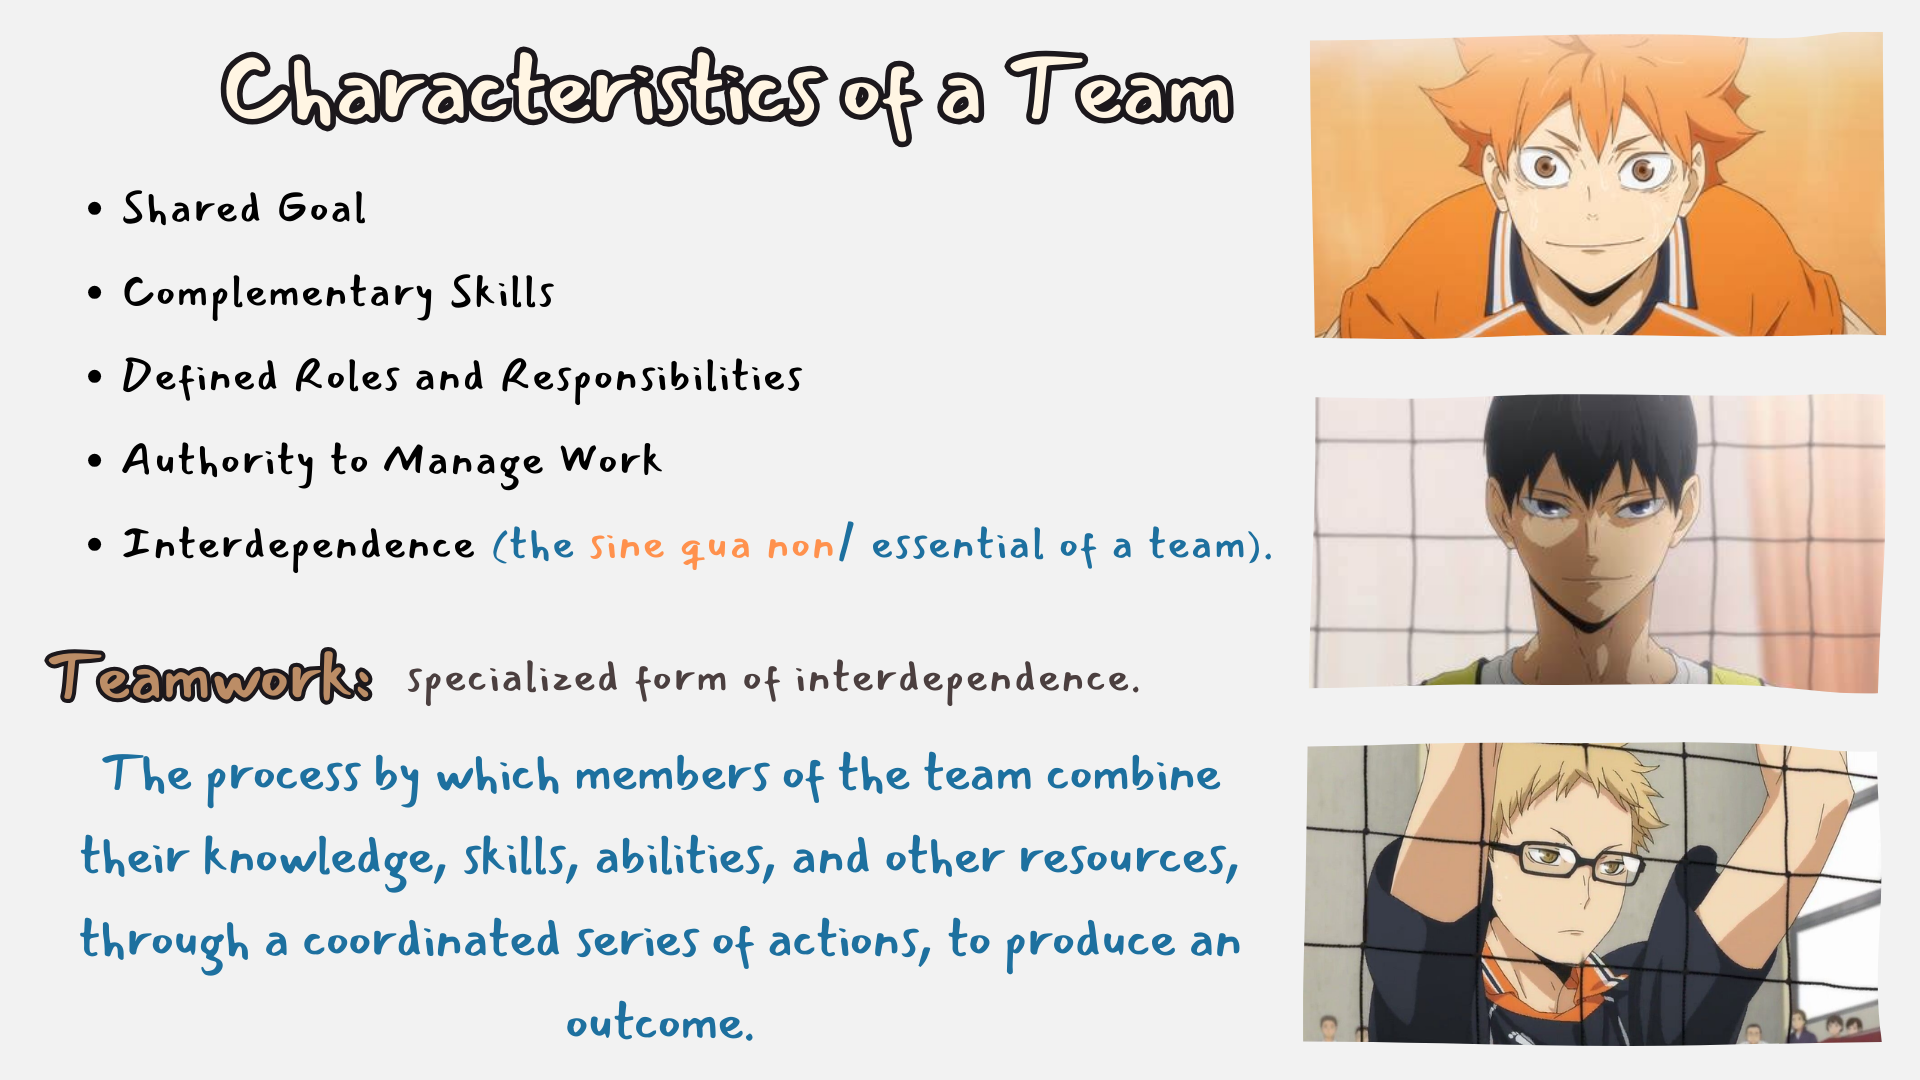 Characteristics of a Team
• Shared Goal
• Complementary Skills
• Defined Roles and Responsibilities
• Authority to Manage Work
• Interdependence (the sine qua non/ essential of a team).
Teamwork: specialized form of interdependence.
The process by which members of the team combine
their knowledge, skills, abilities, and other resources,
through a coordinated series of actions, to produce an
outcome.